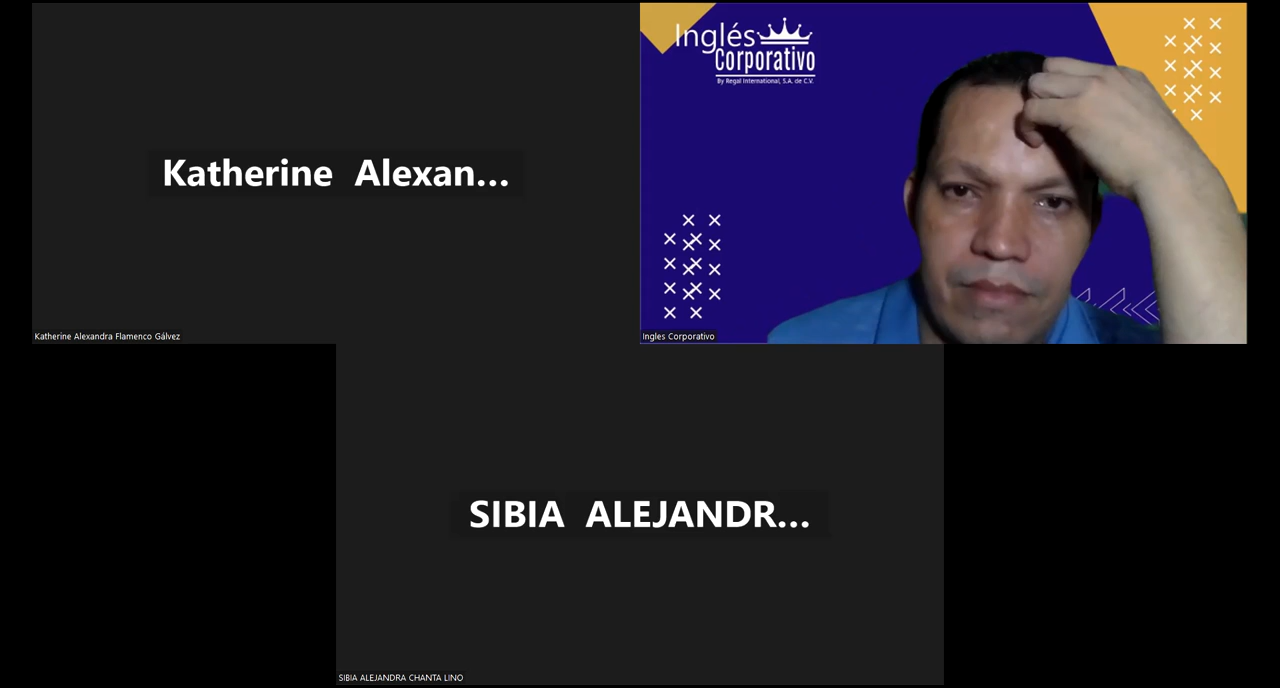 Katherine Alexan...
Katherine Alexandra Flamenco Gálvez
Inglés
Corporativo
By Regal International, S.A. de C.V.
Ingles Corporativo
SIBIA ALEJANDR...
SIBIA ALEJANDRA CHANTA LINO